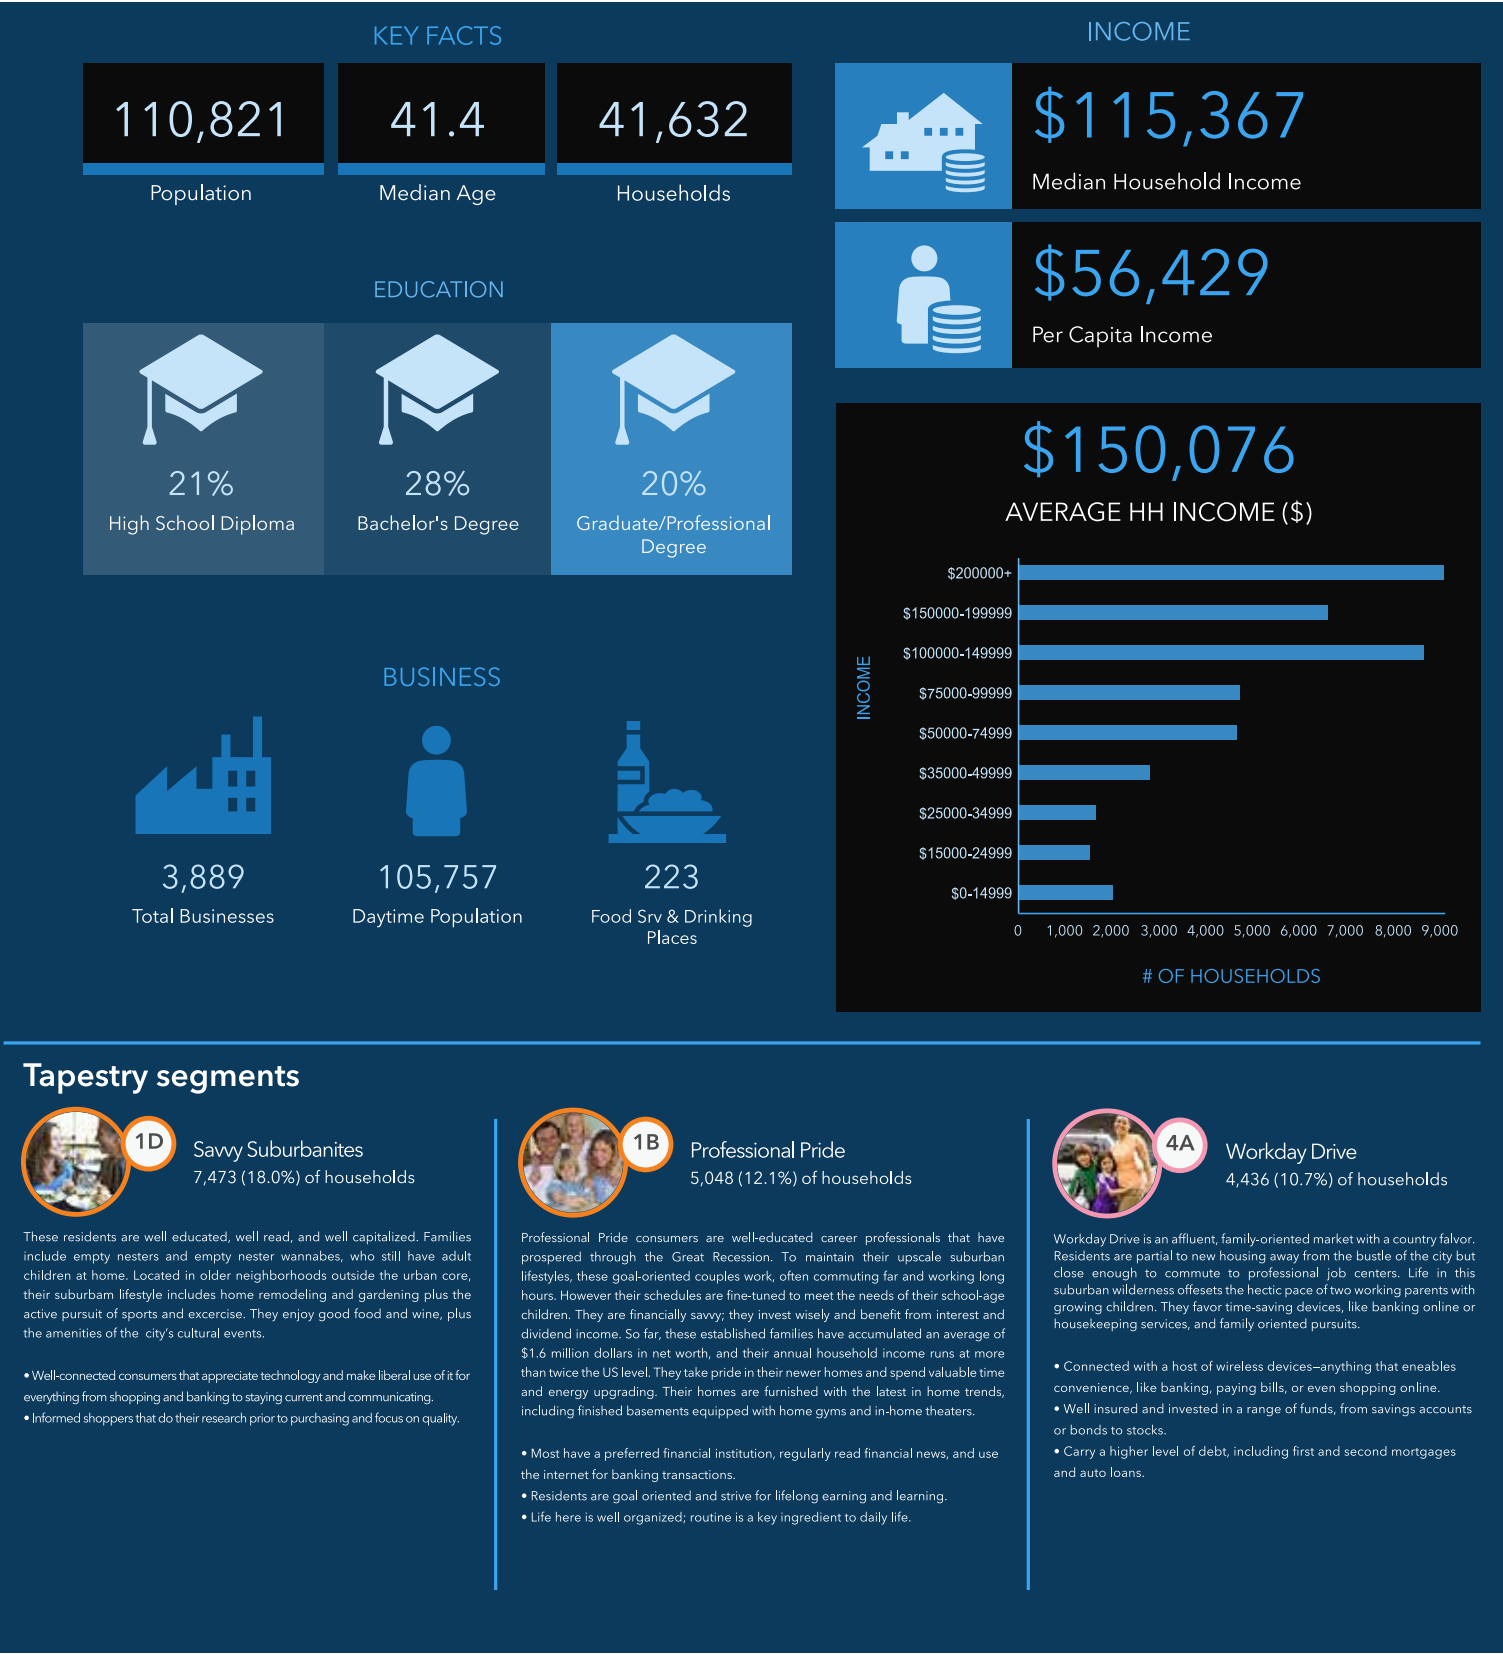 KEY FACTS
110,821
Population
41.4
Median Age
41,632
Households
EDUCATION
21%
High School Diploma
28%
Bachelor's Degree
20%
Graduate/Professional
Degree
BUSINESS
3,889
Total Businesses
105,757
Daytime Population
223
Food Srv & Drinking
Places
INCOME
$115,367
Median Household Income
$56,429
Per Capita Income
$150,076
AVERAGE HH INCOME ($)
INCOME
$200000+
$150000-199999
$100000-149999
$75000-99999
$50000-74999
$35000-49999
$25000-34999
$15000-24999
$0-14999
0 1,000 2,000 3,000 4,000 5,000 6,000 7,000 8,000 9,000
# OF HOUSEHOLDS
Tapestry segments
1D
Savvy Suburbanites
7,473 (18.0%) of households
These residents are well educated, well read, and well capitalized. Families
include empty nesters and empty nester wannabes, who still have adult
children at home. Located in older neighborhoods outside the urban core,
their suburbam lifestyle includes home remodeling and gardening plus the
active pursuit of sports and excercise. They enjoy good food and wine, plus
the amenities of the city's cultural events.
• Well-connected consumers that appreciate technology and make liberal use of it for
everything from shopping and banking to staying current and communicating.
• Informed shoppers that do their research prior to purchasing and focus on quality.
1B
Professional Pride
5,048 (12.1%) of households
Professional Pride consumers are well-educated career professionals that have
prospered through the Great Recession. To maintain their upscale suburban
lifestyles, these goal-oriented couples work, often commuting far and working long
hours. However their schedules are fine-tuned to meet the needs of their school-age
children. They are financially savvy; they invest wisely and benefit from interest and
dividend income. So far, these established families have accumulated an average of
$1.6 million dollars in net worth, and their annual household income runs at more
than twice the US level. They take pride in their newer homes and spend valuable time
and energy upgrading. Their homes are furnished with the latest in home trends,
including finished basements equipped with home gyms and in-home theaters.
• Most have a preferred financial institution, regularly read financial news, and use
the internet for banking transactions.
• Residents are goal oriented and strive for lifelong earning and learning.
• Life here is well organized; routine is a key ingredient to daily life.
4A
Workday Drive
4,436 (10.7%) of households
Workday Drive is an affluent, family-oriented market with a country falvor.
Residents are partial to new housing away from the bustle of the city but
close enough to commute to professional job centers. Life in this
suburban wilderness offesets the hectic pace of two working parents with
growing children. They favor time-saving devices, like banking online or
housekeeping services, and family oriented pursuits.
• Connected with a host of wireless devices—anything that eneables
convenience, like banking, paying bills, or even shopping online.
• Well insured and invested in a range of funds, from savings accounts
or bonds to stocks.
• Carry a higher level of debt, including first and second mortgages
and auto loans.